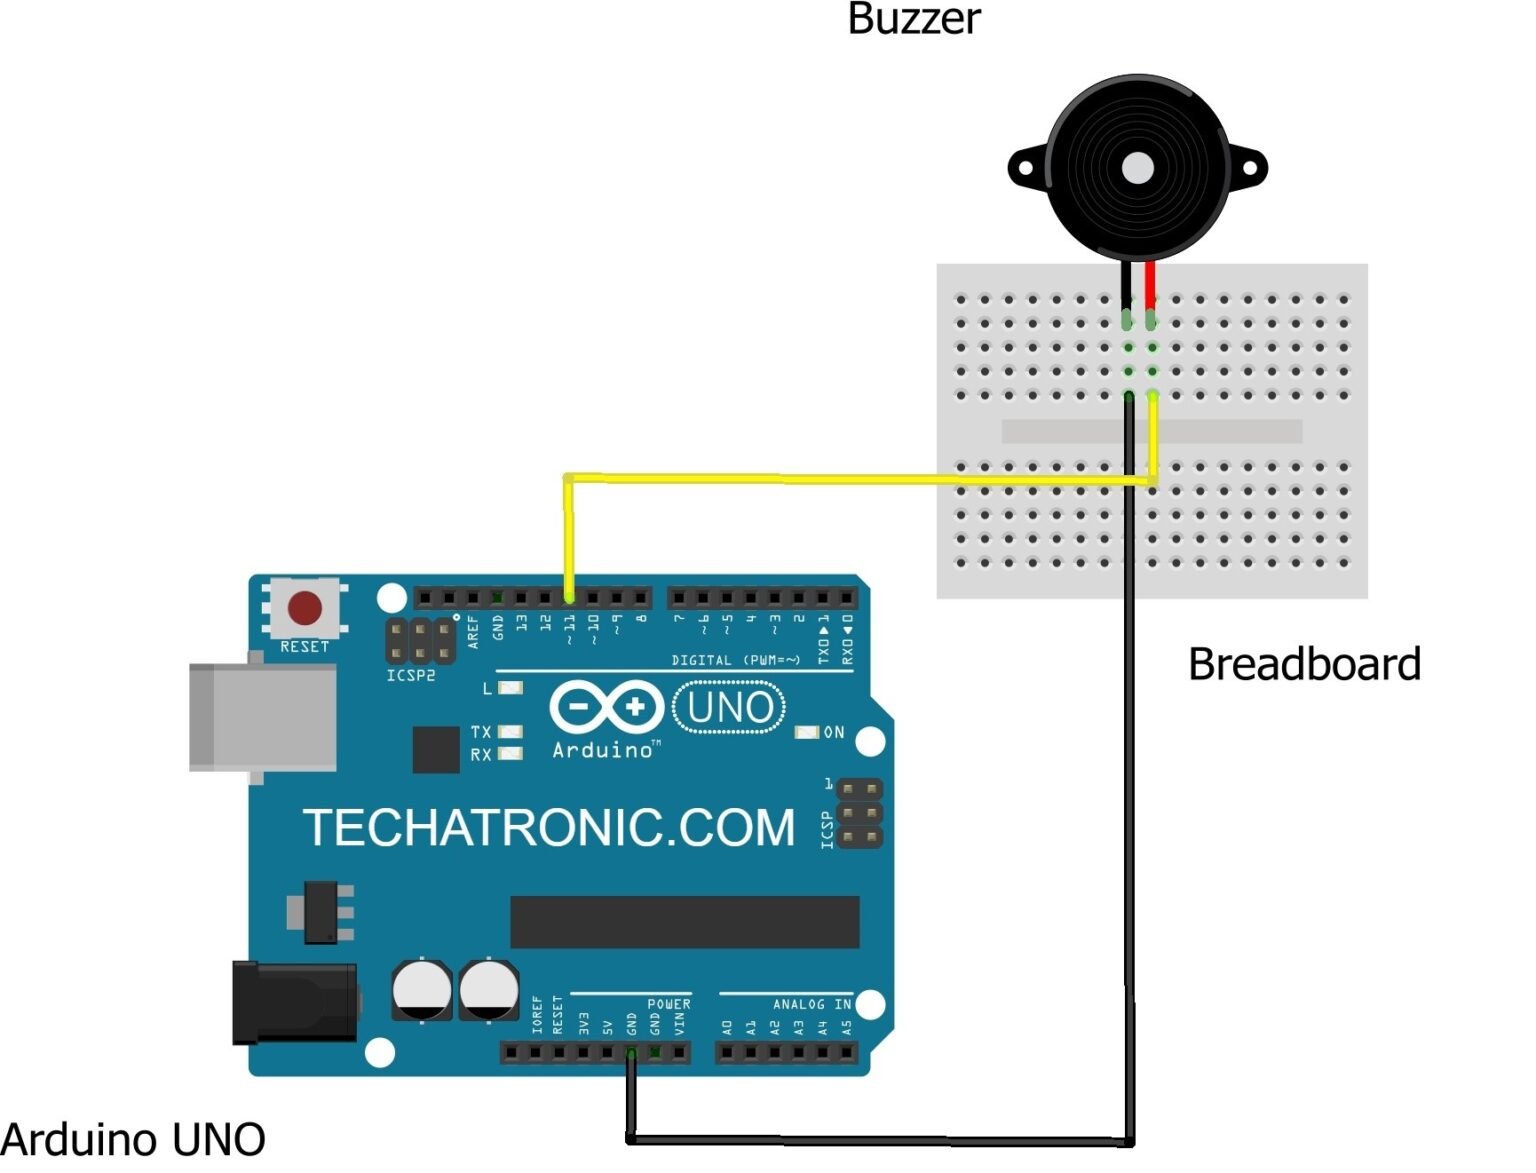 Buzzer
RESET
ICSP2
AREF
GND
13
12
~11
~10
~9
8
7
~6
~5
4
~3
2
TX0▶1
RX0◀0
DIGITAL (PWM=~)
L
TX
RX
UNO
ON
Arduino™
1
ICSP
TECHATRONIC.COM
Breadboard
IOREF
RESET
3V3
5V
GND
GND
VIN
POWER
ANALOG IN
A0
A1
A2
A3
A4
A5
Arduino UNO